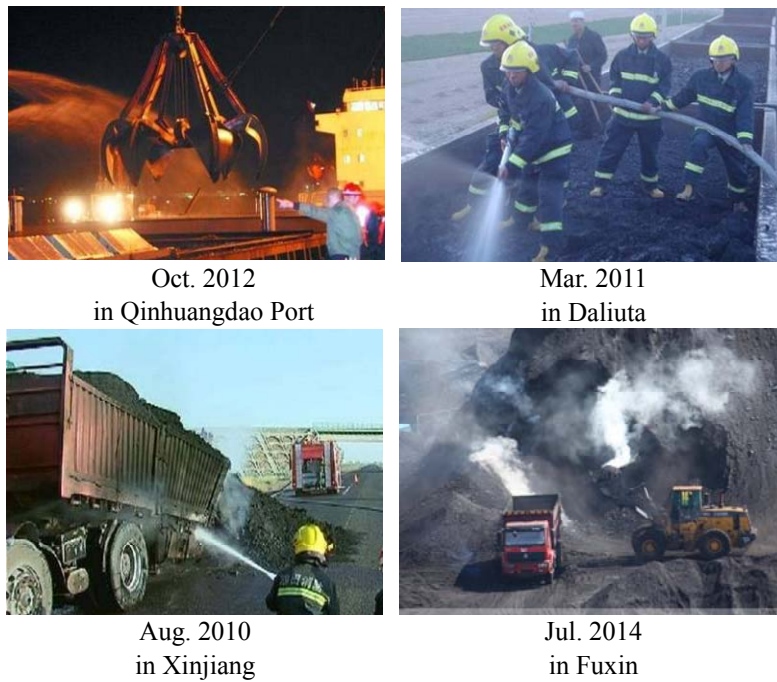 Oct. 2012
in Qinhuangdao Port
Mar. 2011
in Daliuta
Aug. 2010
in Xinjiang
Jul. 2014
in Fuxin